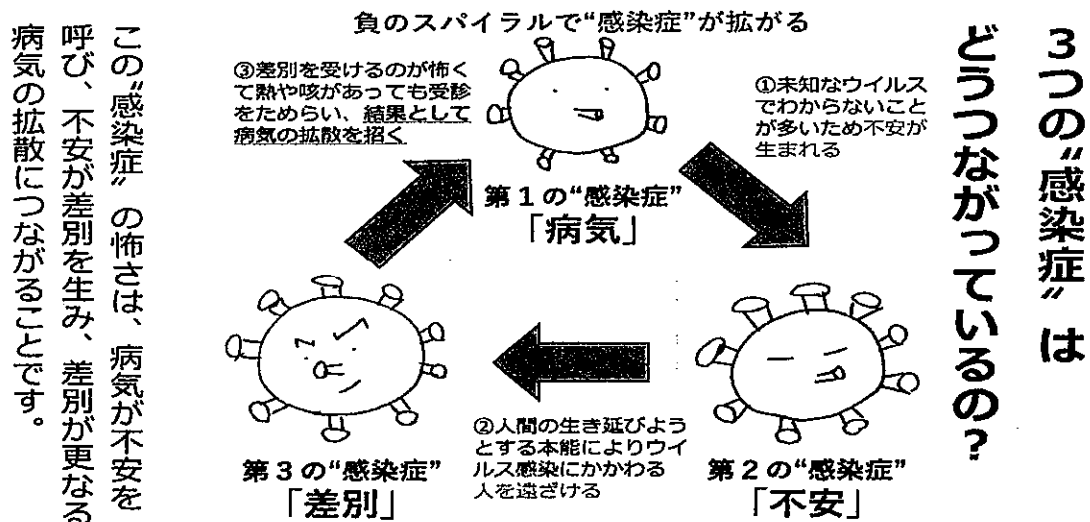 3つの〝感染症〟は
どうつながっているの?
負のスパイラルで“感染症”が拡がる
①未知なウイルス
でわからないこと
が多いため不安が
生まれる
第1の“感染症”
「病気」
③差別を受けるのが怖く
て熱や咳があっても受診
をためらい、結果として
病気の拡散を招く
第2の“感染症”
「不安」
②人間の生き延びよう
とする本能によりウイ
ルス感染にかかわる
人を遠ざける
第3の“感染症”
「差別」
この〝感染症〟の怖さは、病気が不安を
呼び、不安が差別を生み、差別が更なる
病気の拡散につながることです。